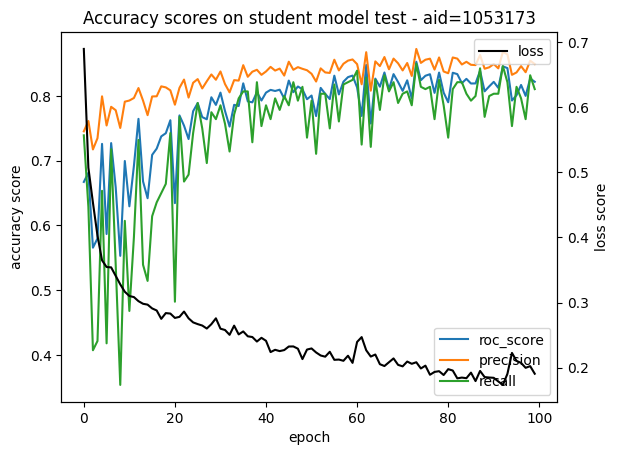 Accuracy scores on student model test - aid=1053173
loss
0.8
0.7
0.6
0.5
0.4
accuracy score
0.7
0.6
0.5
0.4
0.3
0.2
loss score
roc_score
precision
recall
0
20
40
60
80
100
epoch